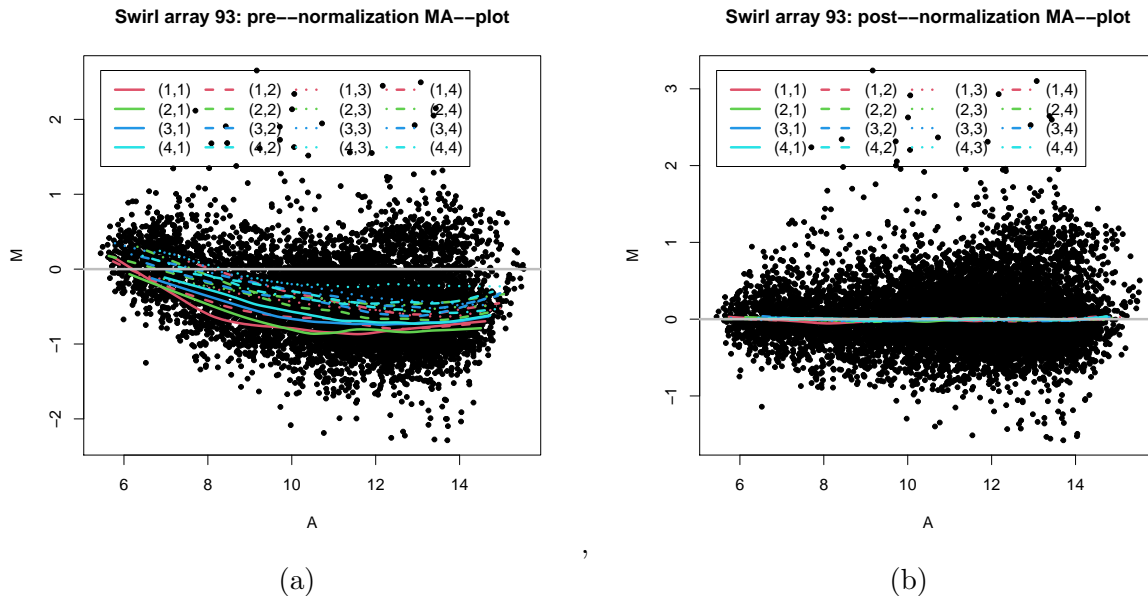 Swirl array 93: pre−−normalization MA−−plot
(1,1) (1,2) (1,3) (1,4)
(2,1) (2,2) (2,3) (2,4)
(3,1) (3,2) (3,3) (3,4)
(4,1) (4,2) (4,3) (4,4)
M
2
1
0
−1
−2
6 8 10 12 14
A
(a)
,
Swirl array 93: post−−normalization MA−−plot
(1,1) (1,2) (1,3) (1,4)
(2,1) (2,2) (2,3) (2,4)
(3,1) (3,2) (3,3) (3,4)
(4,1) (4,2) (4,3) (4,4)
M
3
2
1
0
−1
6 8 10 12 14
A
(b)